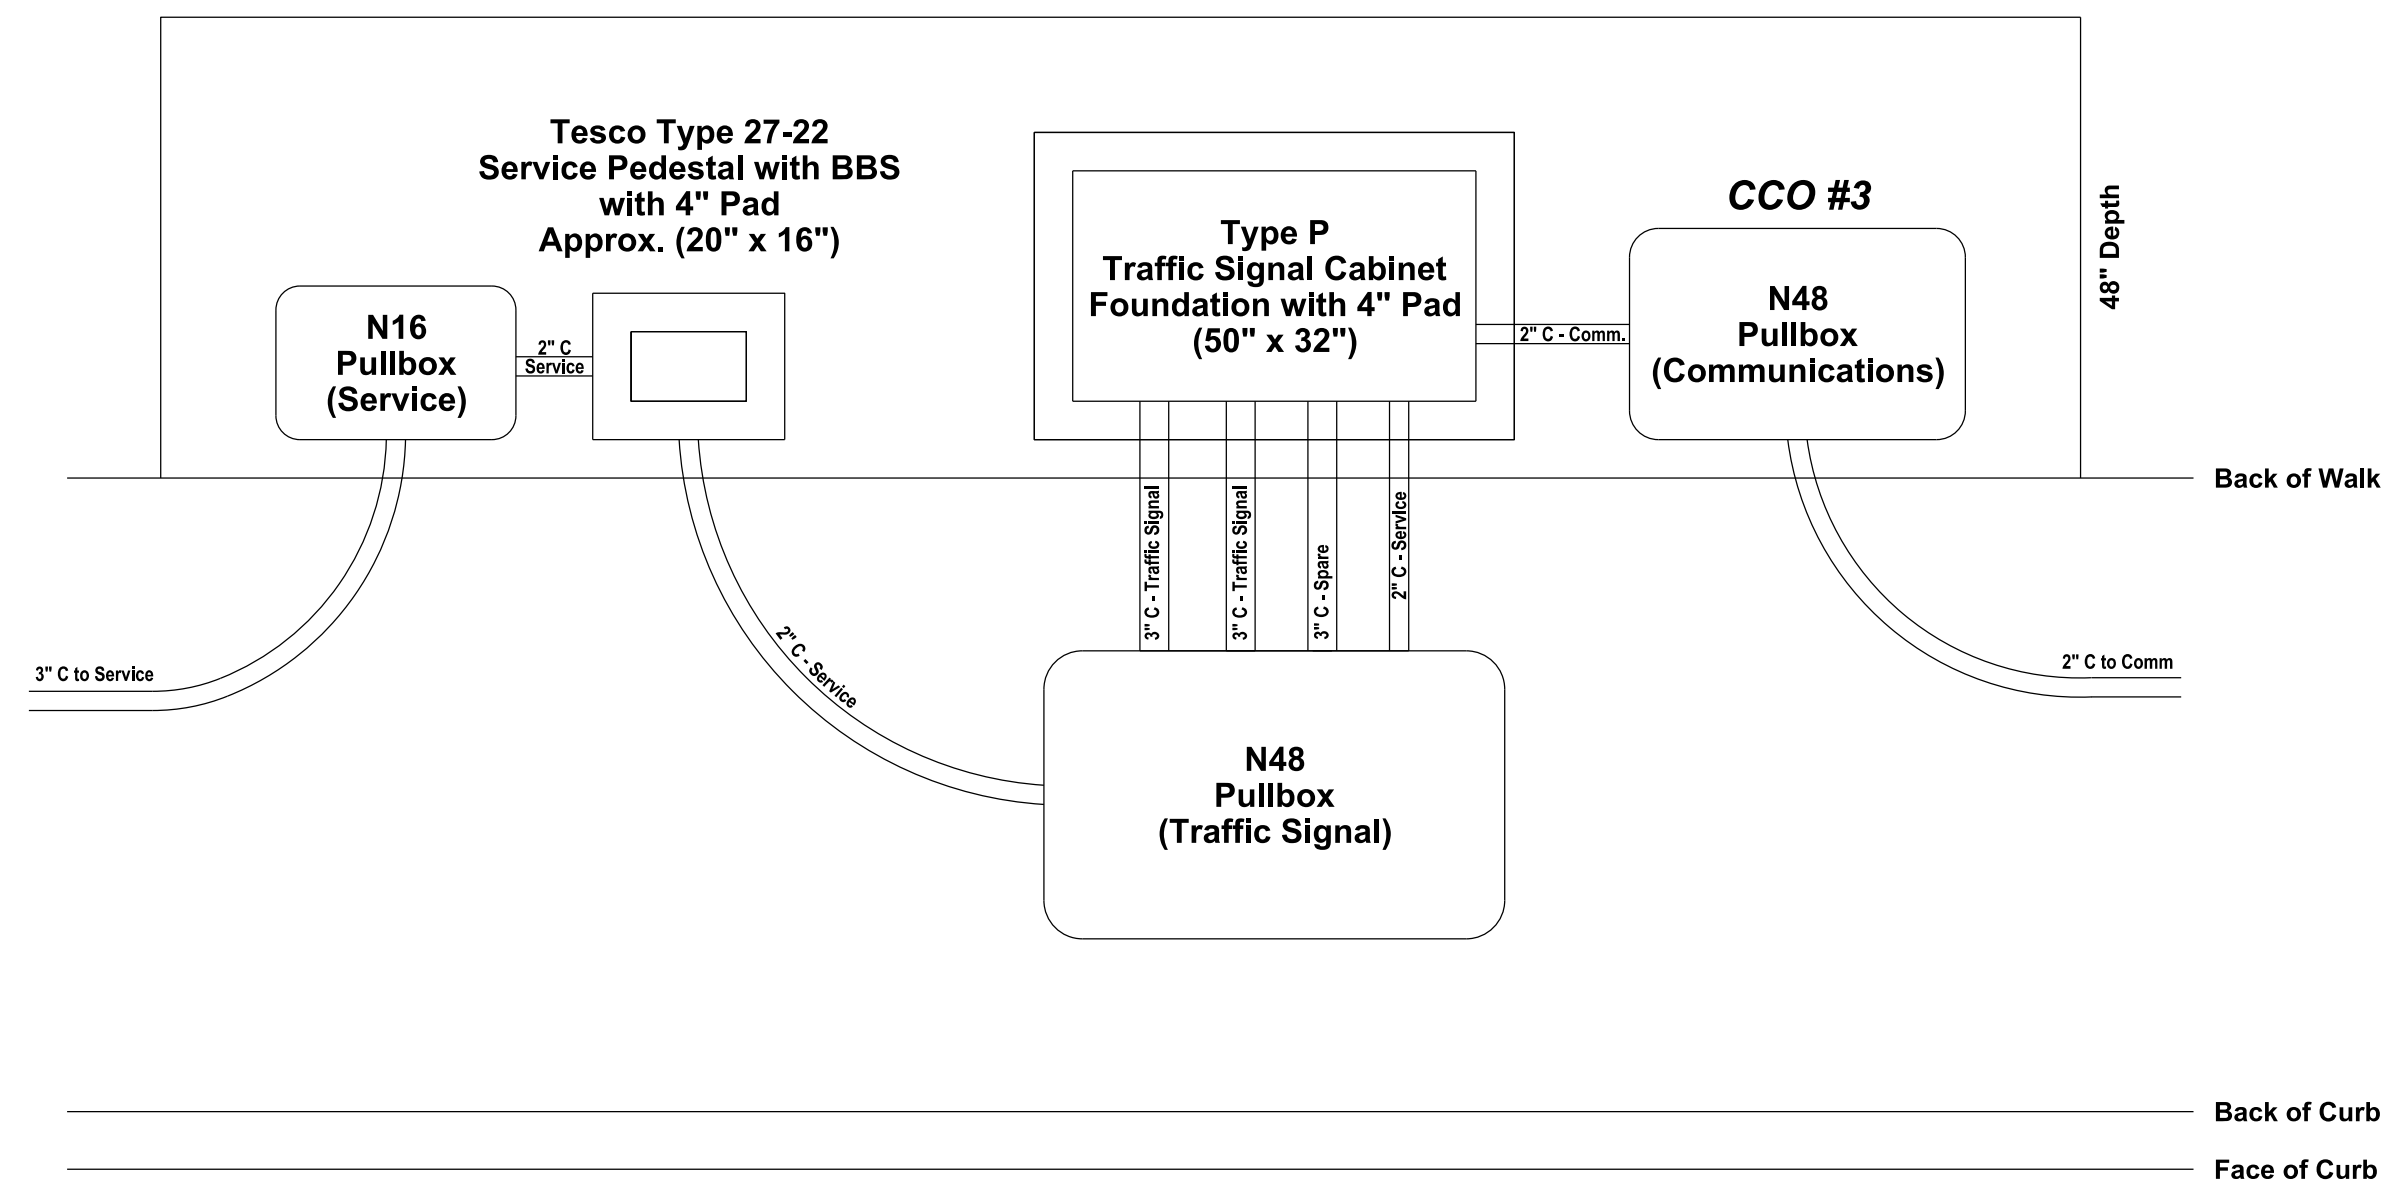 Tesco Type 27-22
Service Pedestal with BBS
with 4" Pad
Approx. (20" x 16")
CCO #3
48" Depth
Type P
Traffic Signal Cabinet
Foundation with 4" Pad
(50" x 32")
N16
Pullbox
(Service)
2" C
Service
2" C - Comm.
N48
Pullbox
(Communications)
Back of Walk
3" C - Traffic Signal
3" C - Traffic Signal
3" C - Spare
2" C - Service
3" C to Service
2" C - Service
2" C to Comm
N48
Pullbox
(Traffic Signal)
Back of Curb
Face of Curb